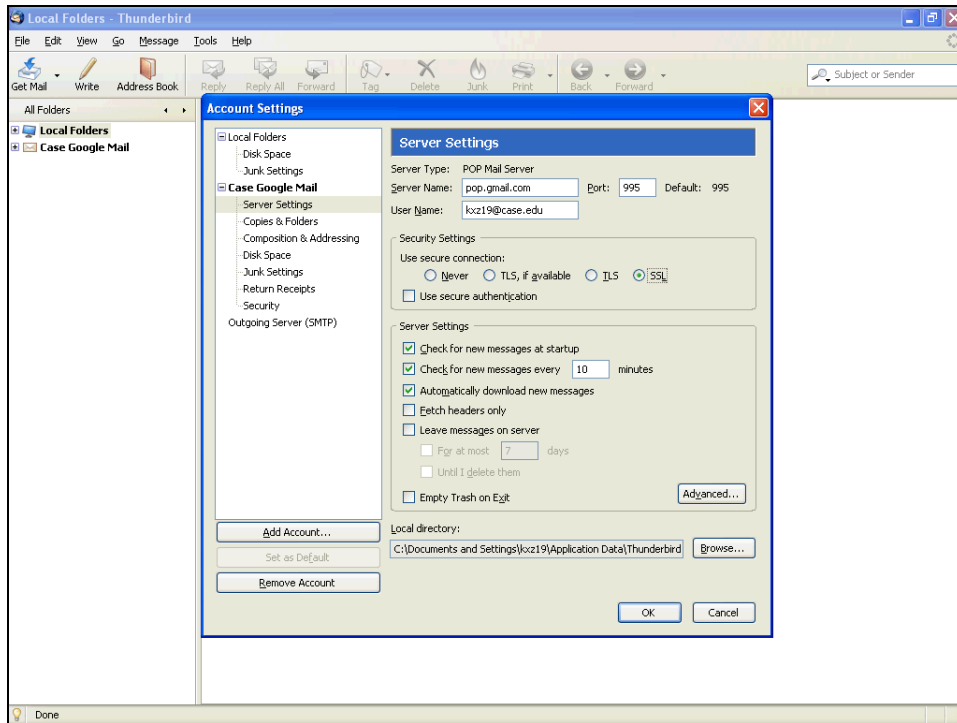 Local Folders - Thunderbird
File Edit View Go Message Tools Help
Get Mail Write Address Book Reply Reply All Forward Tag Delete Junk Print Back Forward Subject or Sender
All Folders
Local Folders
Case Google Mail
Account Settings
Local Folders
Disk Space
Junk Settings
Case Google Mail
Server Settings
Copies & Folders
Composition & Addressing
Disk Space
Junk Settings
Return Receipts
Security
Outgoing Server (SMTP)
Add Account...
Set as Default
Remove Account
Server Settings
Server Type: POP Mail Server
Server Name: pop.gmail.com Port: 995 Default: 995
User Name: kxz19@case.edu
Security Settings
Use secure connection:
Never TLS, if available TLS SSL
Use secure authentication
Server Settings
Check for new messages at startup
Check for new messages every 10 minutes
Automatically download new messages
Fetch headers only
Leave messages on server
For at most 7 days
Until I delete them
Empty Trash on Exit
Advanced...
Local directory:
C:\Documents and Settings\kxz19\Application Data\Thunderbird Browse...
OK Cancel
Done